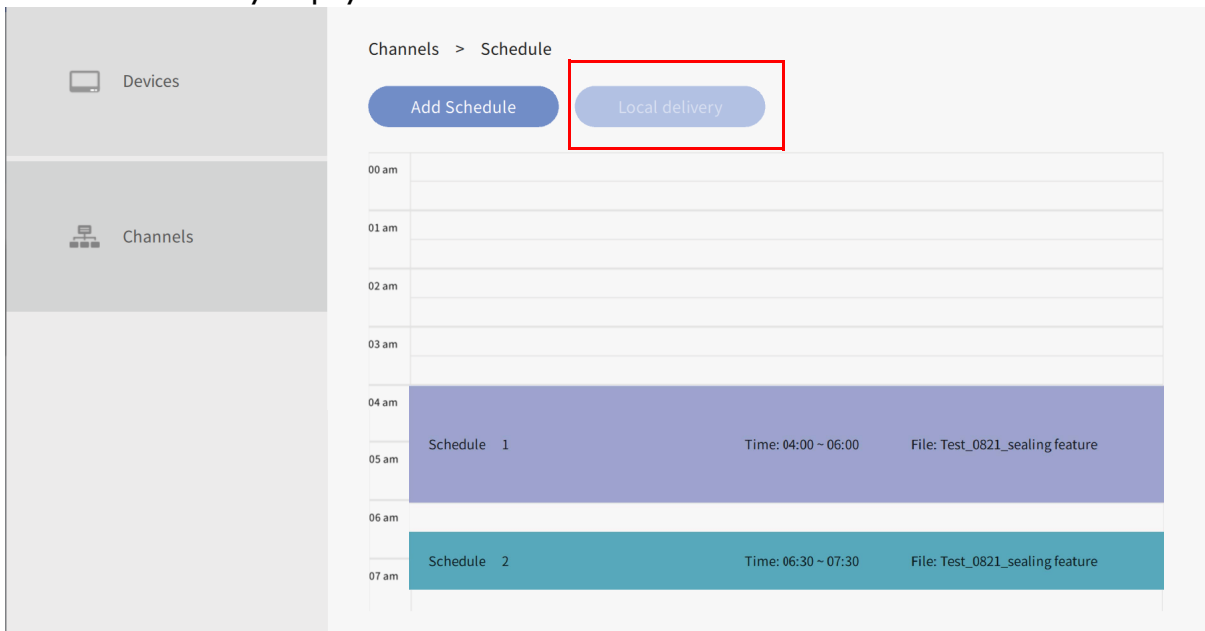 Devices
Channels
Channels > Schedule
Add Schedule
Local delivery
00 am
01 am
02 am
03 am
04 am
Schedule 1 Time: 04:00 ~ 06:00 File: Test_0821_sealing feature
05 am
06 am
Schedule 2 Time: 06:30 ~ 07:30 File: Test_0821_sealing feature
07 am